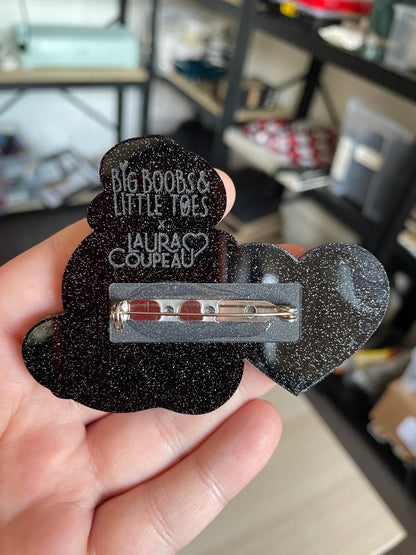 BIG BOOBS &
LITTLE TOES
x
LAURA
COUPEAU